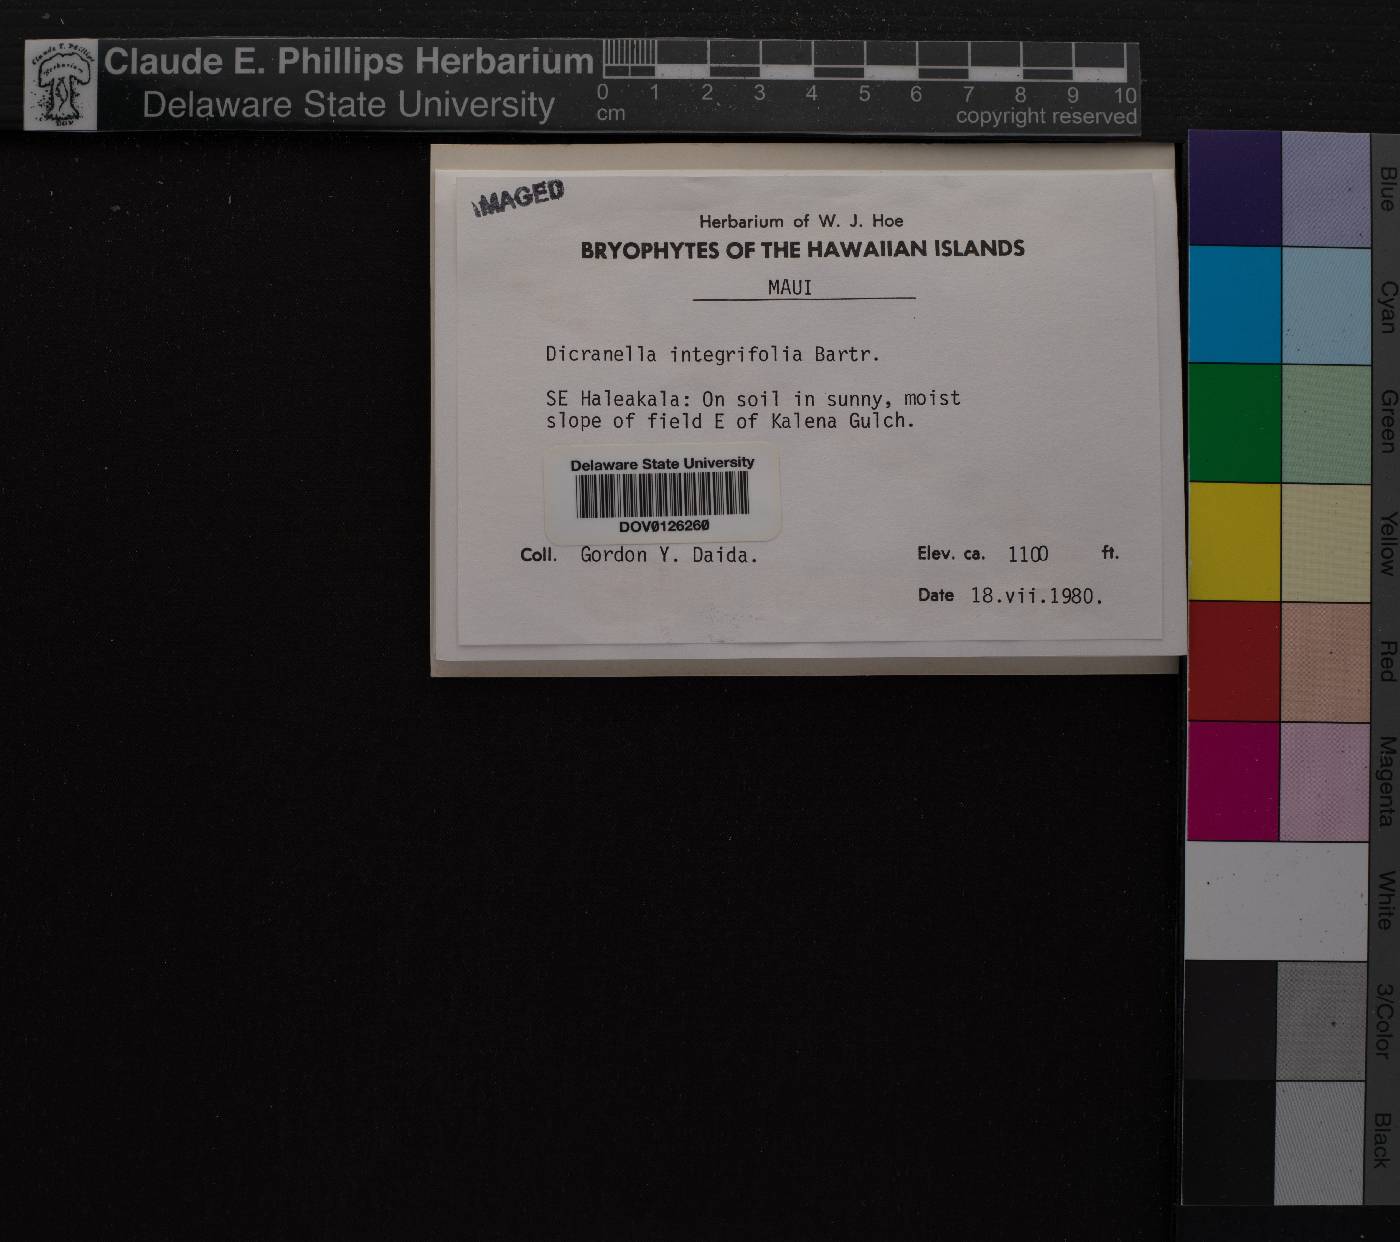 Claude E. Phillips Herbarium
Delaware State University
0 1 2 3 4 5 6 7 8 9 10
cm
copyright reserved
IMAGED
Herbarium of W. J. Hoe
BRYOPHYTES OF THE HAWAIIAN ISLANDS
MAUI
Dicranella integrifolia Bartr.
SE Haleakala: On soil in sunny, moist
slope of field E of Kalena Gulch.
Delaware State University
DOV0126260
Coll. Gordon Y. Daida.
Elev. ca. 1100 ft.
Date 18.vii.1980.
Blue
Cyan
Green
Yellow
Red
Magenta
White
3/Color
Black